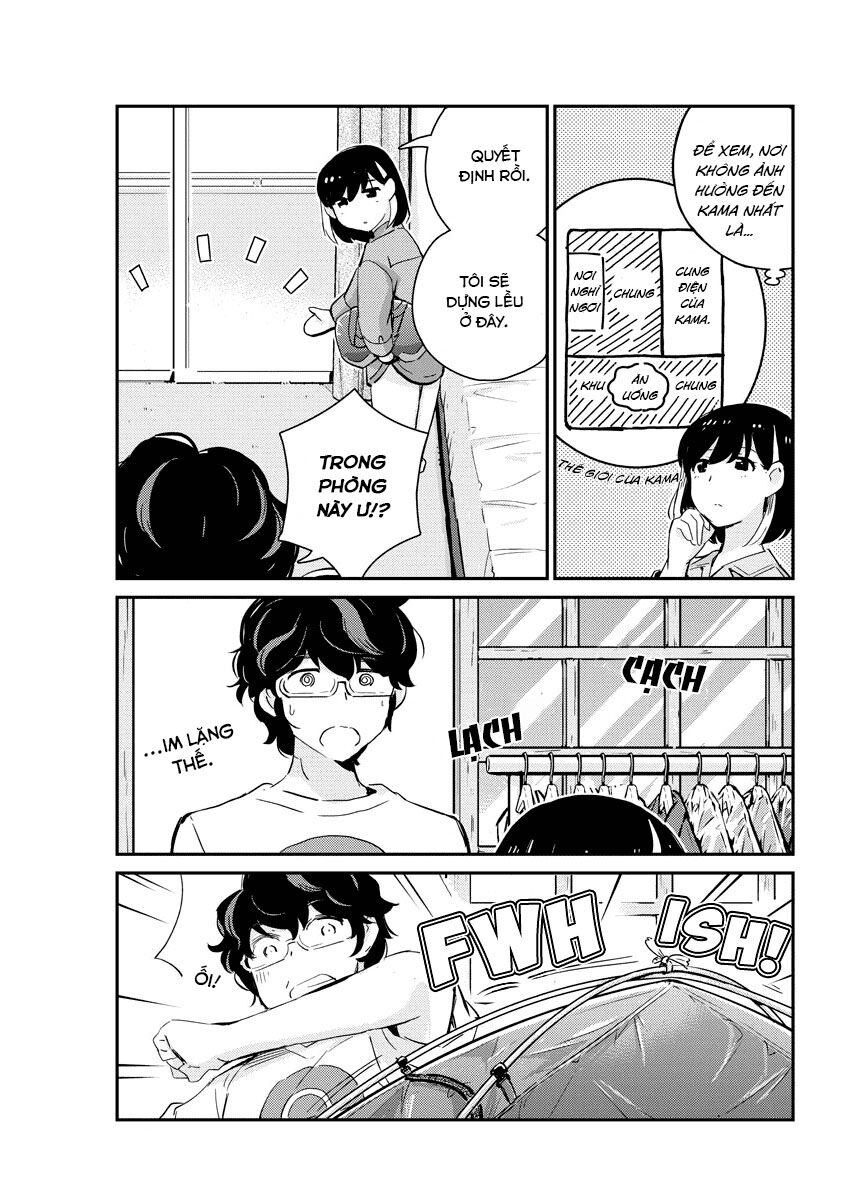 ĐỂ XEM, NƠI
KHÔNG ẢNH
HƯỞNG ĐẾN
KAMA NHẤT
LÀ...
NƠI
NGHỈ
NGƠI
CHUNG
CUNG
ĐIỆN
CỦA
KAMA.
KHU
ĂN
UỐNG
CHUNG
THẾ GIỚI CỦA KAMA
QUYẾT
ĐỊNH RỒI.
TÔI SẼ
DỰNG LỀU
Ở ĐÂY.
TRONG
PHÒNG
NÀY Ư!?
CẠCH
LẠCH
...IM LẶNG
THẾ.
FWH
ISH!
ỐI!